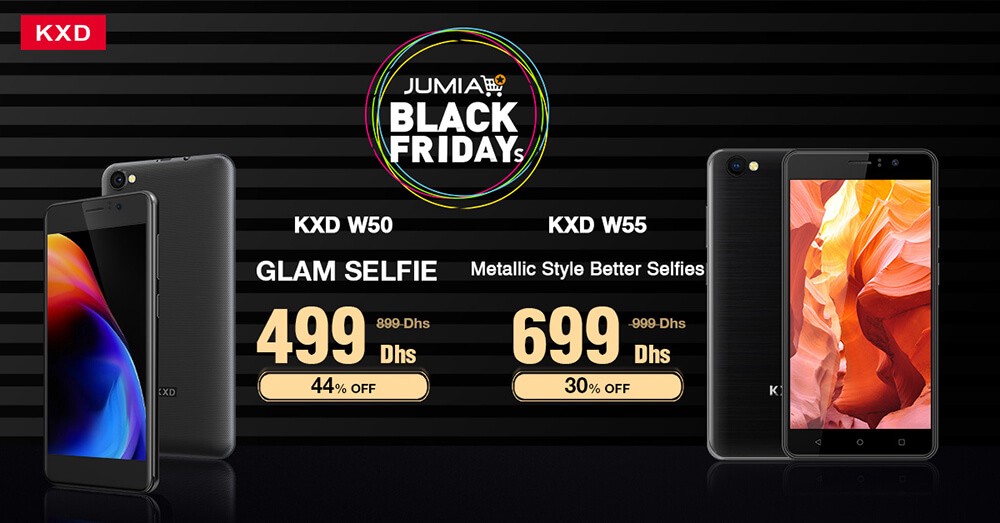 KXD
JUMIA
BLACK
FRIDAYs
KXD W50
GLAM SELFIE
499 899 Dhs
Dhs
44% OFF
KXD W55
Metallic Style Better Selfies
699 999 Dhs
Dhs
30% OFF
KXD
K